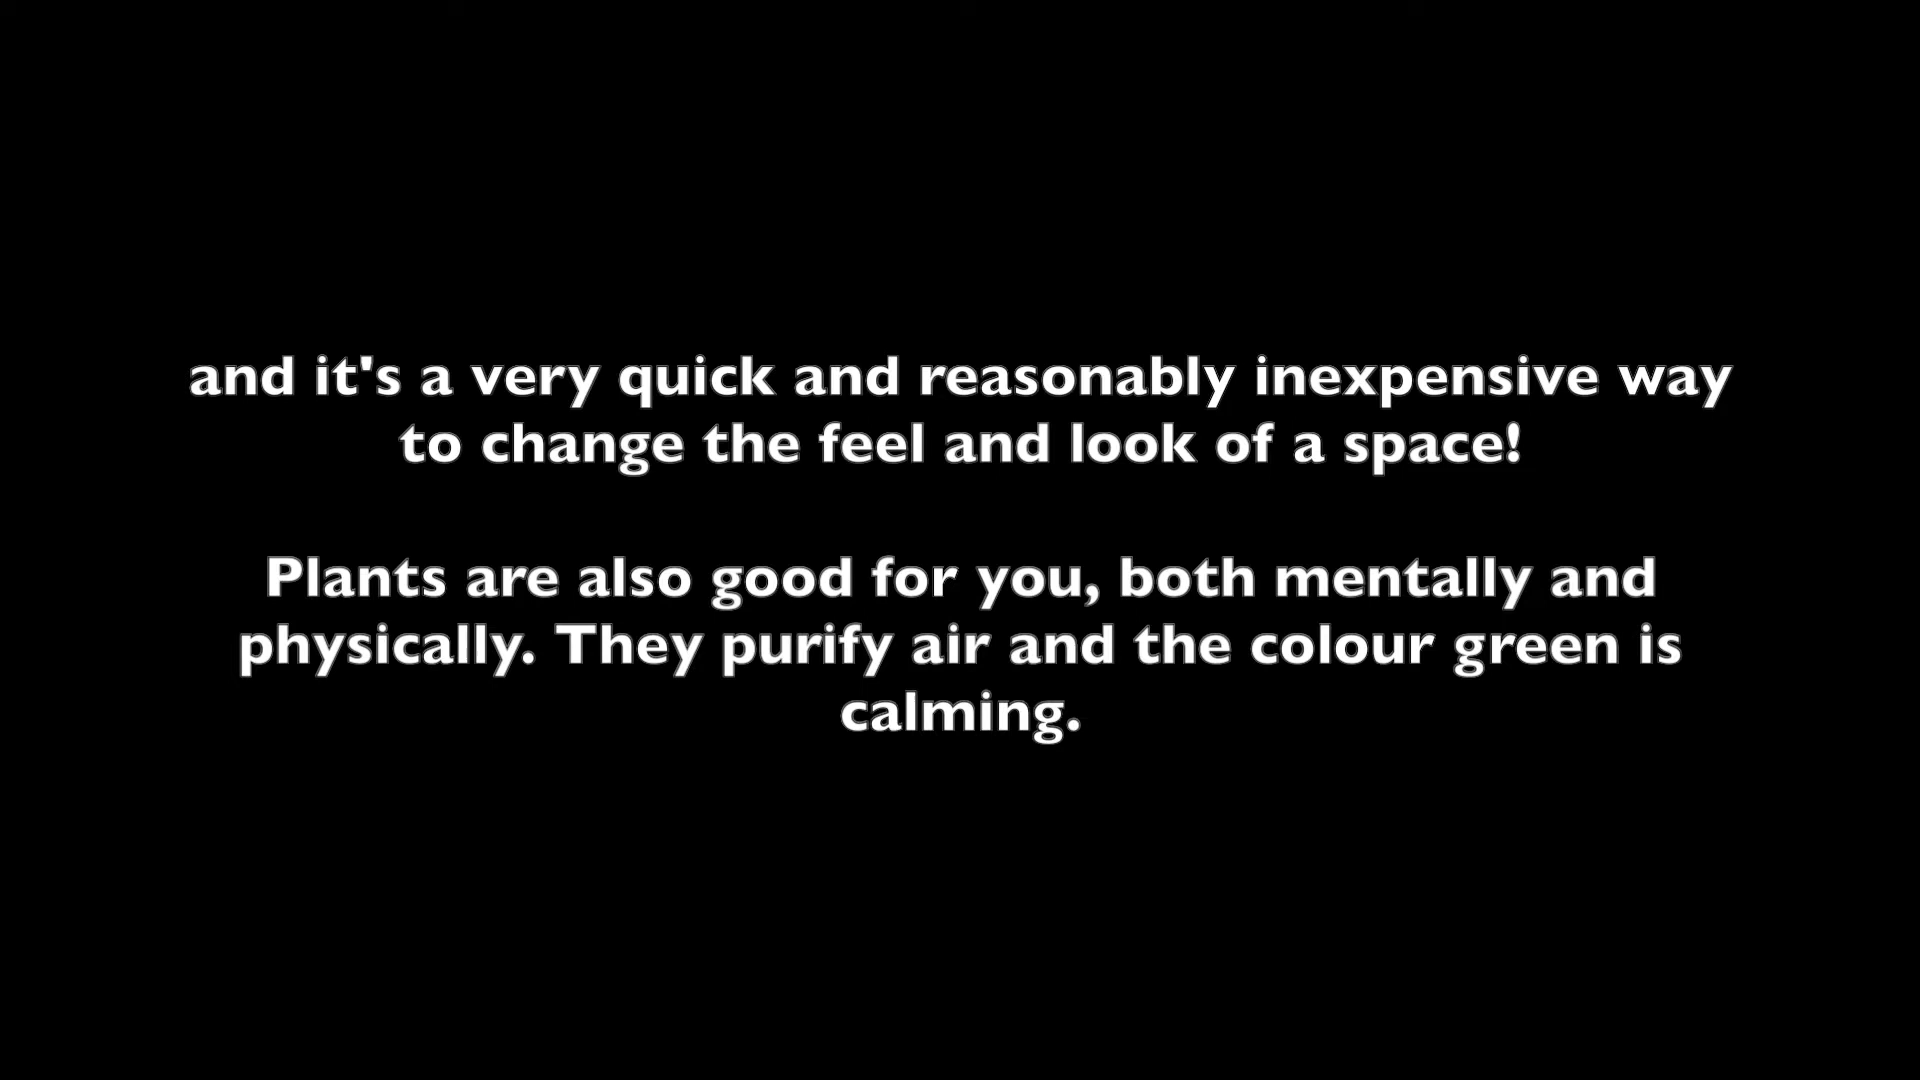 and it's a very quick and reasonably inexpensive way
to change the feel and look of a space!
Plants are also good for you, both mentally and
physically. They purify air and the colour green is
calming.